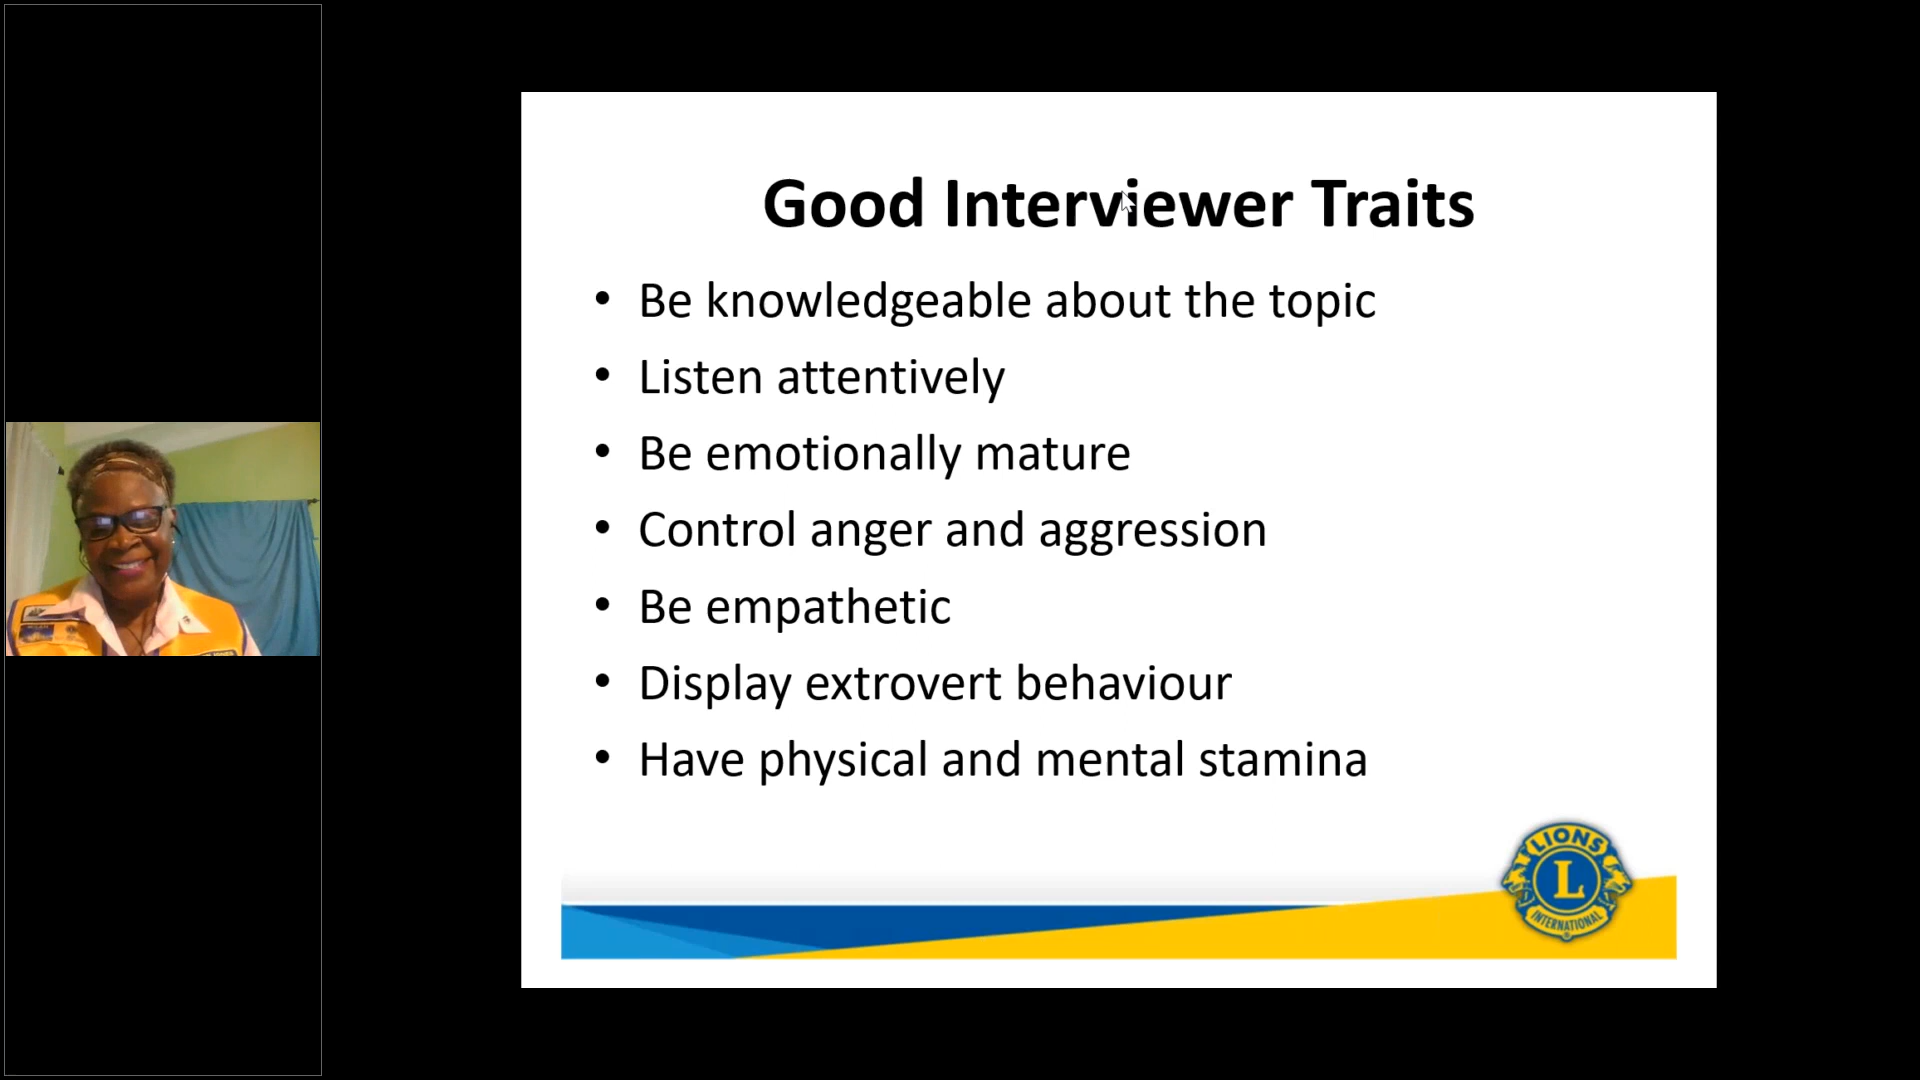 Good Interviewer Traits
• Be knowledgeable about the topic
• Listen attentively
• Be emotionally mature
• Control anger and aggression
• Be empathetic
• Display extrovert behaviour
• Have physical and mental stamina
LIONS
L
INTERNATIONAL
®